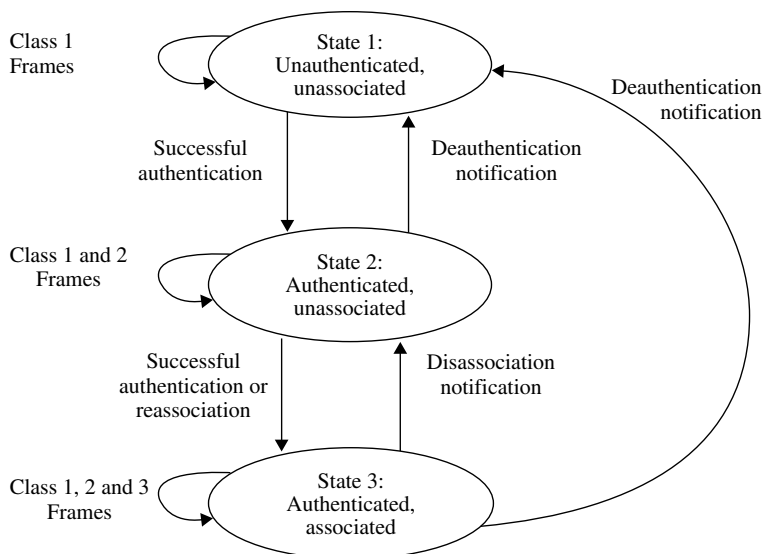 Class 1
Frames
State 1:
Unauthenticated,
unassociated
Deauthentication
notification
Successful
authentication
Deauthentication
notification
Class 1 and 2
Frames
State 2:
Authenticated,
unassociated
Successful
authentication or
reassociation
Disassociation
notification
Class 1, 2 and 3
Frames
State 3:
Authenticated,
associated